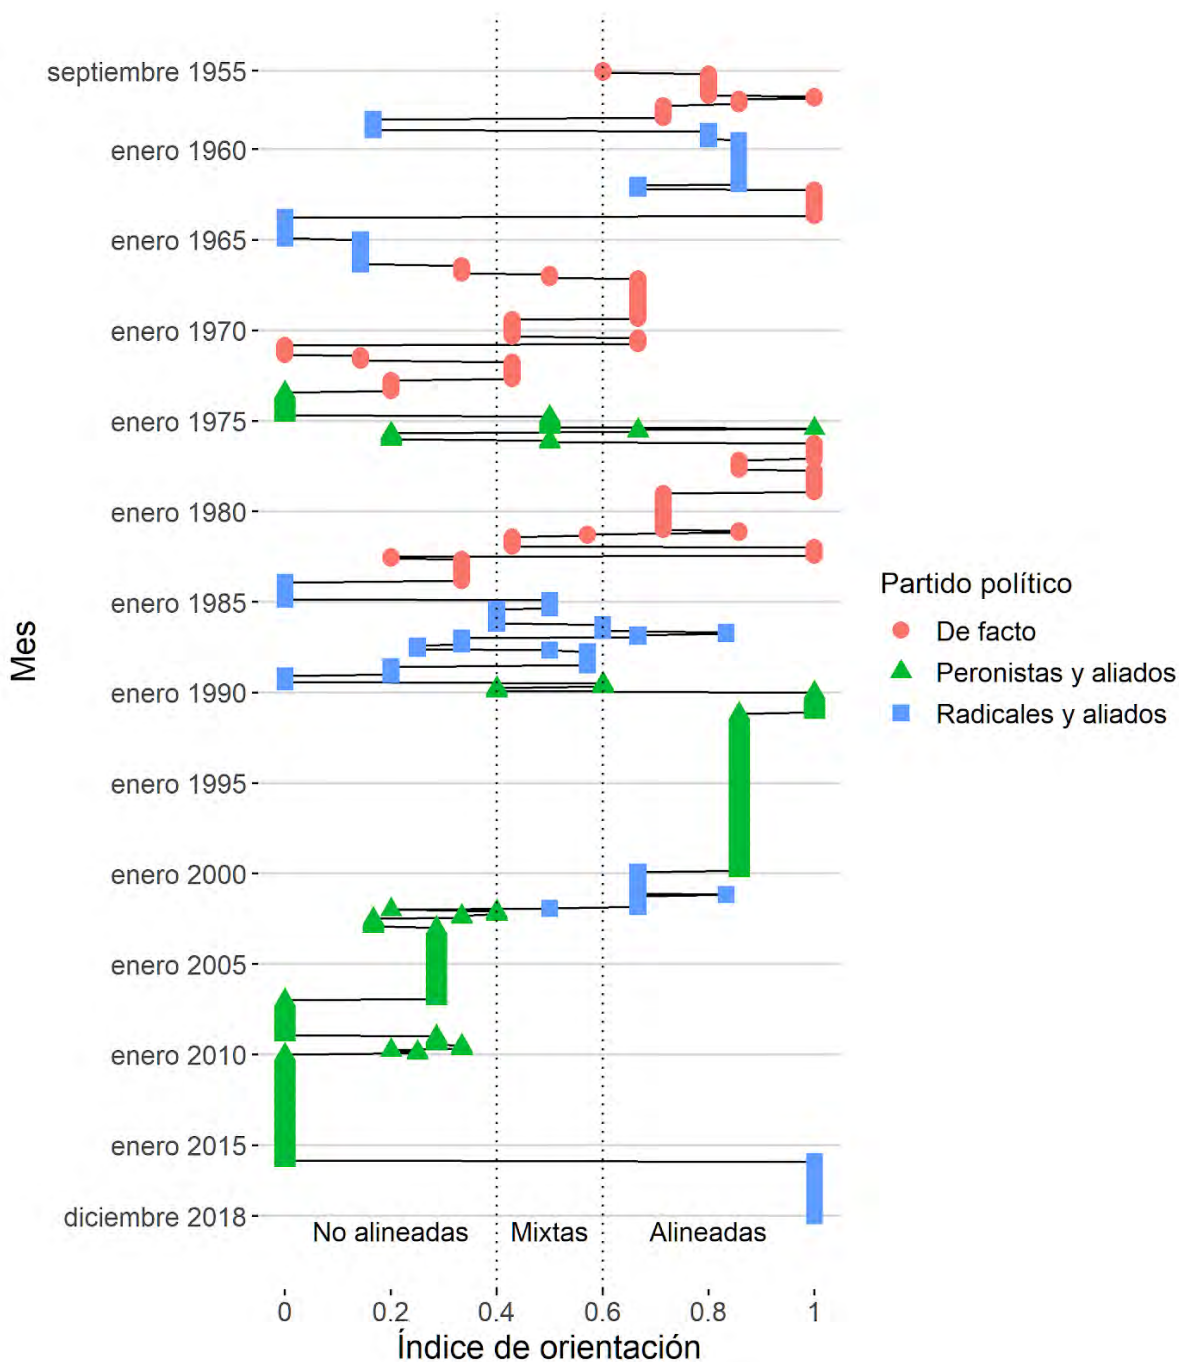 septiembre 1955
enero 1960
enero 1965
enero 1970
enero 1975
enero 1980
enero 1985
enero 1990
enero 1995
enero 2000
enero 2005
enero 2010
enero 2015
diciembre 2018
Mes
No alineadas
Mixtas
Alineadas
0
0.2
0.4
0.6
0.8
1
Índice de orientación
Partido político
De facto
Peronistas y aliados
Radicales y aliados